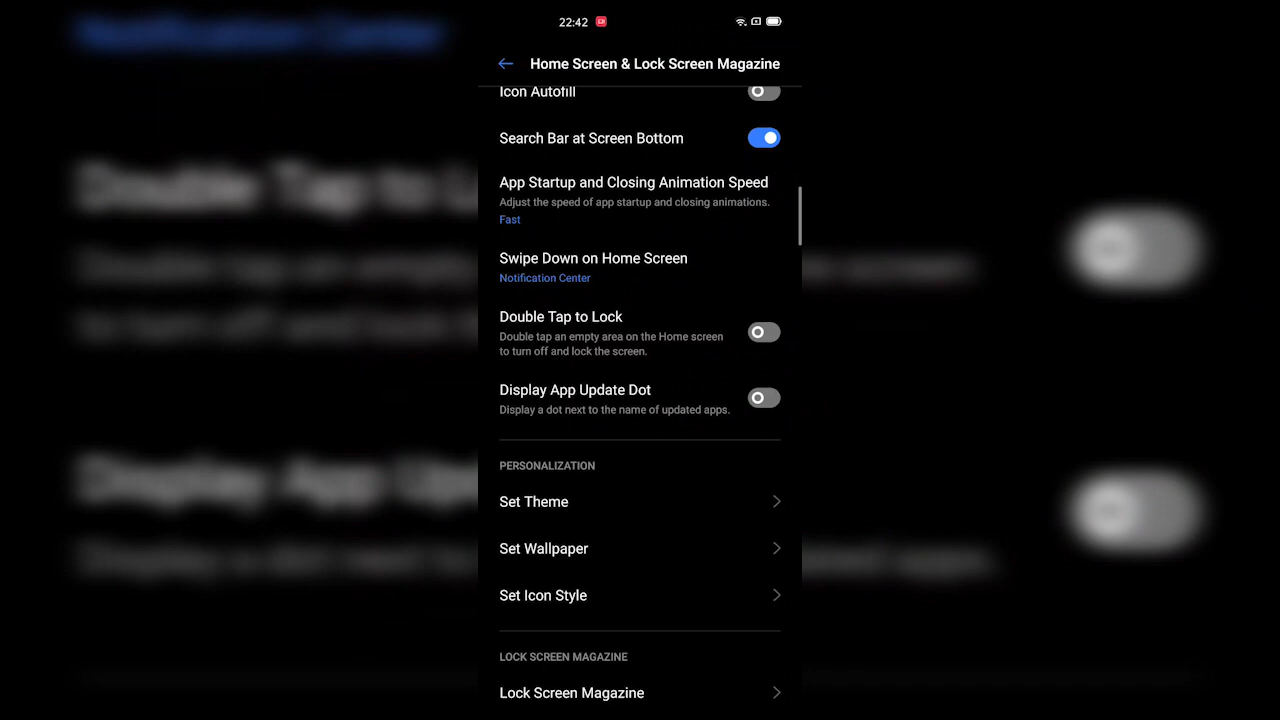 22:42
Home Screen & Lock Screen Magazine
Icon Autofill
Search Bar at Screen Bottom
App Startup and Closing Animation Speed
Adjust the speed of app startup and closing animations.
Fast
Swipe Down on Home Screen
Notification Center
Double Tap to Lock
Double tap an empty area on the Home screen
to turn off and lock the screen.
Display App Update Dot
Display a dot next to the name of updated apps.
PERSONALIZATION
Set Theme
Set Wallpaper
Set Icon Style
LOCK SCREEN MAGAZINE
Lock Screen Magazine